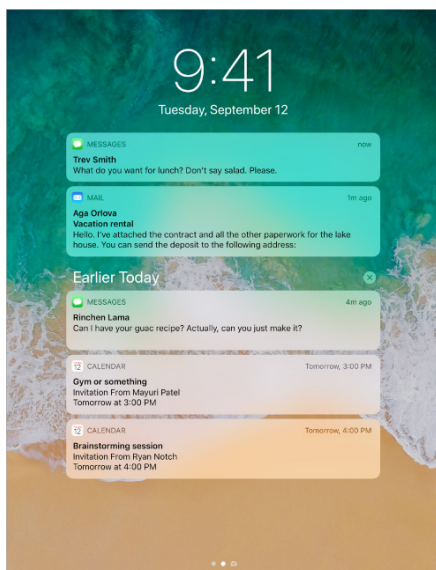 9:41
Tuesday, September 12
MESSAGES now
Trev Smith
What do you want for lunch? Don't say salad. Please.
MAIL 1m ago
Aga Orlova
Vacation rental
Hello. I've attached the contract and all the other paperwork for the lake
house. You can send the deposit to the following address:
Earlier Today
MESSAGES 4m ago
Rinchen Lama
Can I have your guac recipe? Actually, can you just make it?
12 CALENDAR Tomorrow, 3:00 PM
Gym or something
Invitation From Mayuri Patel
Tomorrow at 3:00 PM
12 CALENDAR Tomorrow, 4:00 PM
Brainstorming session
Invitation From Ryan Notch
Tomorrow at 4:00 PM